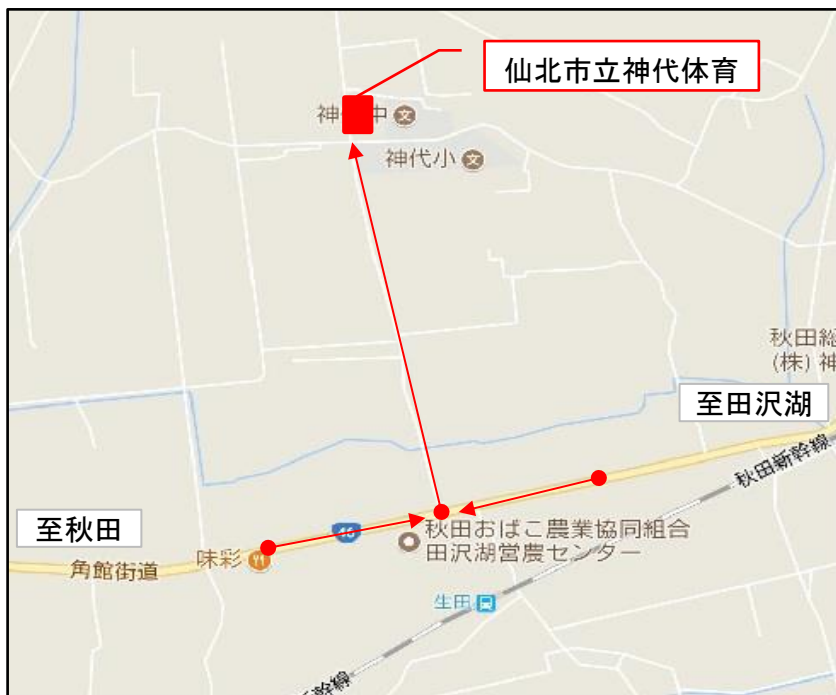 仙北市立神代体育
神 中
文
神代小
文
秋田総
(株) 神
至田沢湖
秋田新幹線
至秋田
46
秋田おばこ農業協同組合
田沢湖営農センター
味彩
角館街道
生田
新幹線